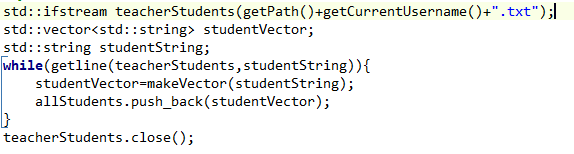 std::ifstream teacherStudents(getPath()+getCurrentUsername()+".txt");
std::vector<std::string> studentVector;
std::string studentString;
while(getline(teacherStudents,studentString)){
    studentVector=makeVector(studentString);
    allStudents.push_back(studentVector);
}
teacherStudents.close();